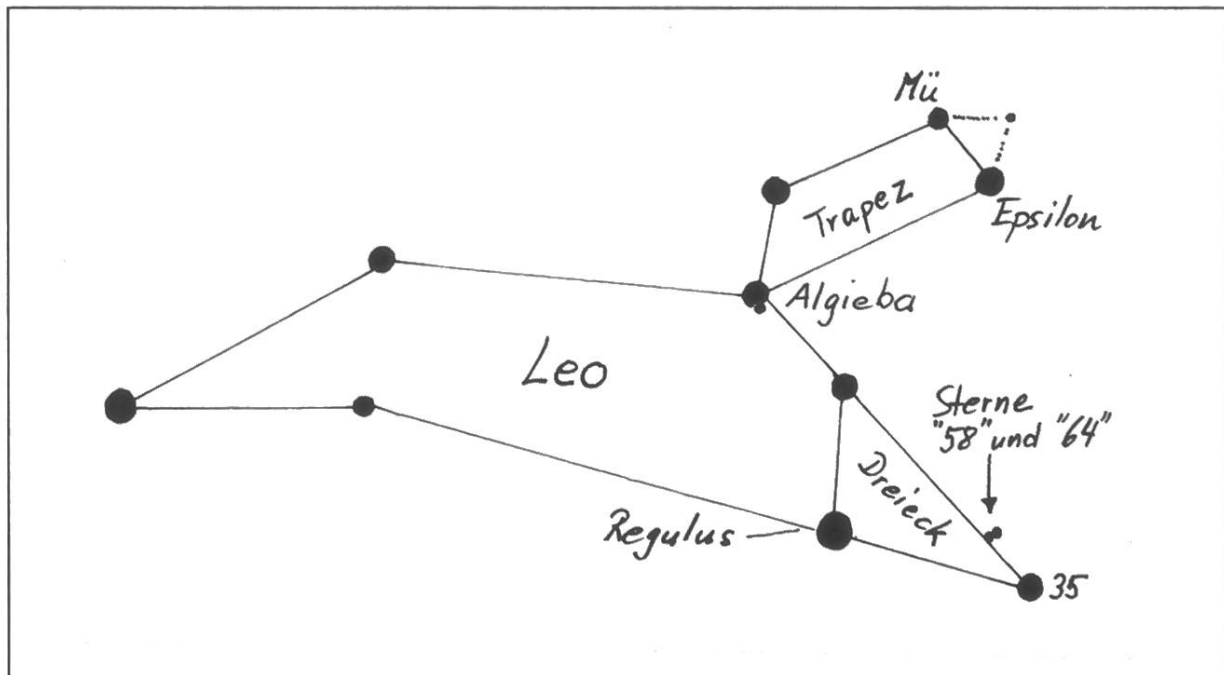 Mü
Trapez
Epsilon
Algieba
Leo
Sterne
"58" und "64"
Dreieck
Regulus
35